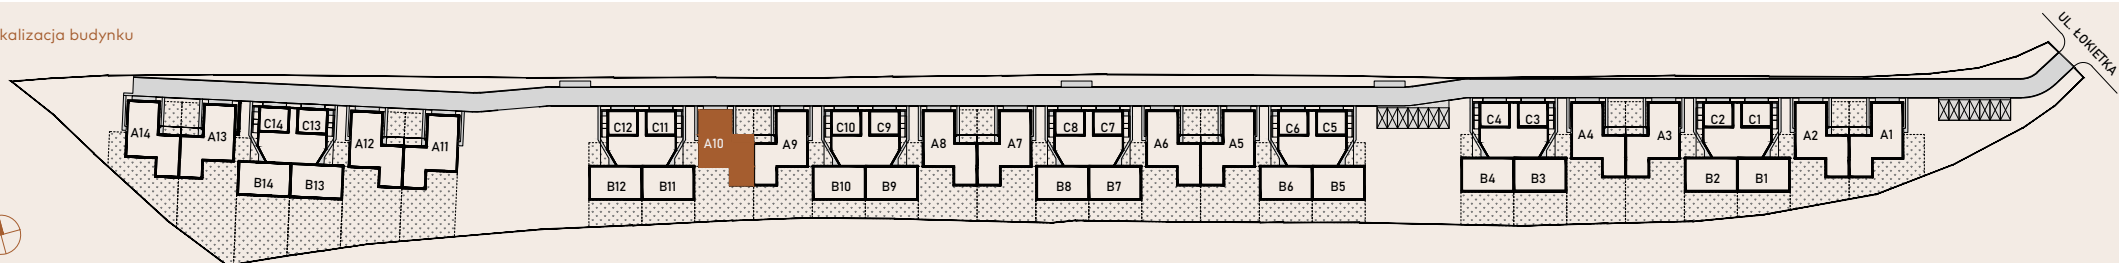 kalizacja budynku
UL. ŁOKIETKA
A14
A13
C14
C13
B14
B13
A12
A11
C12
C11
B12
B11
A10
A9
C10
C9
B10
B9
A8
A7
C8
C7
B8
B7
A6
A5
C6
C5
B6
B5
C4
C3
B4
B3
A4
A3
C2
C1
B2
B1
A2
A1